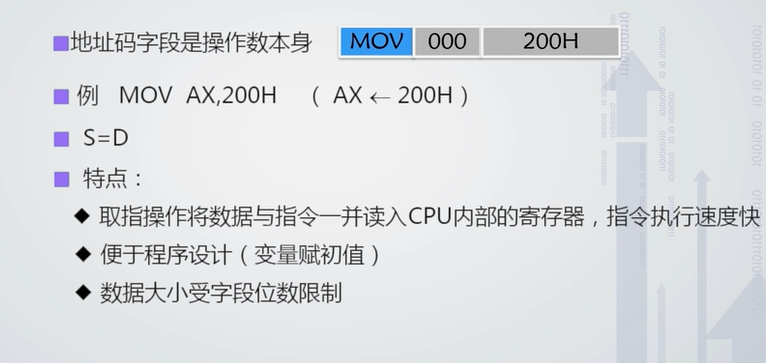 地址码字段是操作数本身 MOV 000 200H
例 MOV AX,200H （ AX ← 200H ）
S=D
特点：
取指操作将数据与指令一并读入CPU内部的寄存器，指令执行速度快
便于程序设计（变量赋初值）
数据大小受字段位数限制